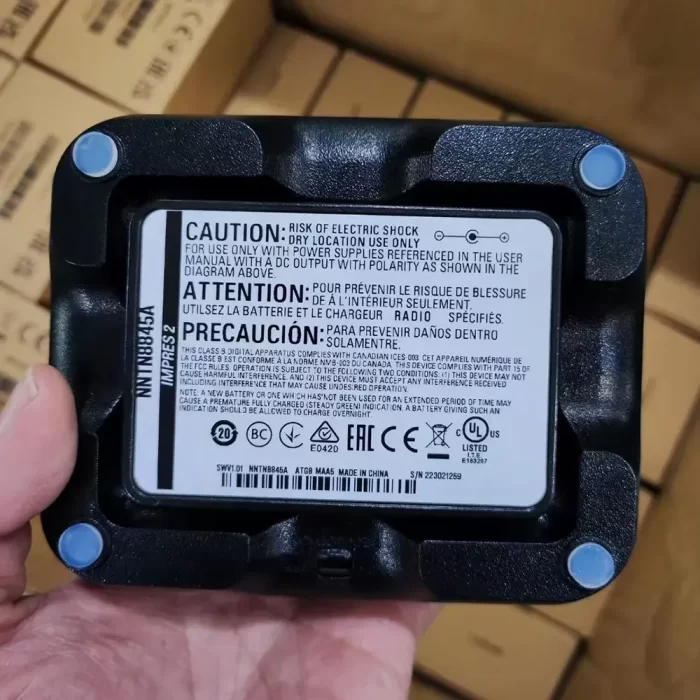 CAUTION: RISK OF ELECTRIC SHOCK
DRY LOCATION USE ONLY
FOR USE ONLY WITH POWER SUPPLIES REFERENCED IN THE USER
MANUAL WITH A DC OUTPUT WITH POLARITY AS SHOWN IN THE
DIAGRAM ABOVE.
ATTENTION: POUR PRÉVENIR LE RISQUE DE BLESSURE
DE À L'INTÉRIEUR SEULEMENT.
UTILSEZ LA BATTERIE ET LE CHARGEUR RADIO SPÉCIFIÉS.
PRECAUCIÓN: PARA PREVENIR DAÑOS DENTRO
SOLAMENTRE.
THIS CLASS B DIGITAL APPARATUS COMPLIES WITH CANADIAN ICES-003. CET APPAREIL NUMÉRIQUE DE
LA CLASSE B EST CONFORME À LA NORME NMB-003 DU CANADA. THIS DEVICE COMPLIES WITH PART 15 OF
THE FCC RULES. OPERATION IS SUBJECT TO THE FOLLOWING TWO CONDITIONS: (1) THIS DEVICE MAY NOT
CAUSE HARMFUL INTERFERENCE, AND (2) THIS DEVICE MUST ACCEPT ANY INTERFERENCE RECEIVED
INCLUDING INTERFERENCE THAT MAY CAUSE UNDESIRED OPERATION.
NOTE: A NEW BATTERY OR ONE WHICH HAS NOT BEEN USED FOR AN EXTENDED PERIOD OF TIME MAY
CAUSE A PREMATURE FULLY CHARGED (STEADY GREEN) INDICATION. A BATTERY GIVING SUCH AN
INDICATION SHOULD BE ALLOWED TO CHARGE OVERNIGHT.
NNTN8845A
IMPRES 2
20 BC E0420 EAC CE C UL US
LISTED
I.T.E.
E183297
SWV1.01 NNTN8845A ATG8 MAA5 MADE IN CHINA S/N 223021259